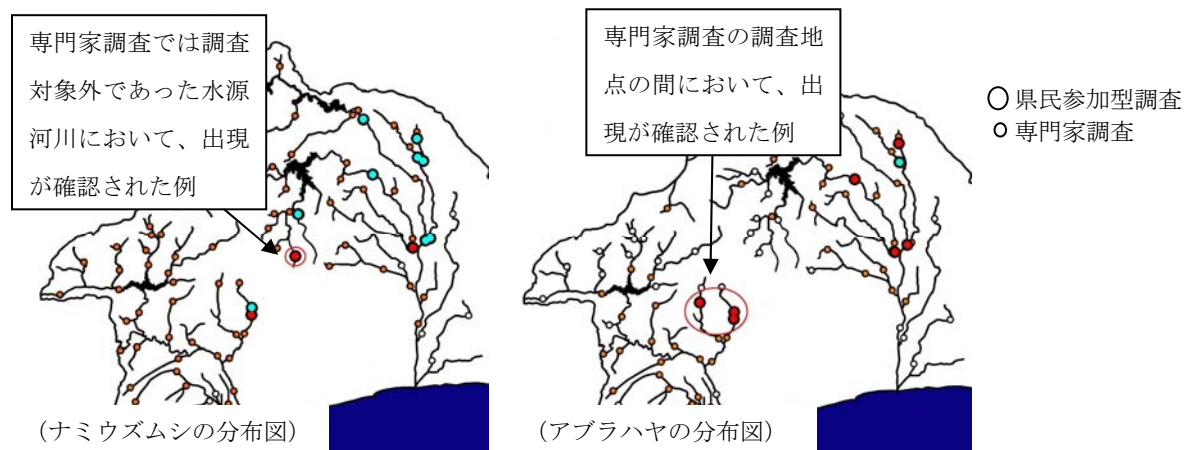 専門家調査では調査
対象外であった水源
河川において、出現
が確認された例
専門家調査の調査地
点の間において、出
現が確認された例
県民参加型調査
専門家調査
（ナミウズムシの分布図）
（アブラハヤの分布図）